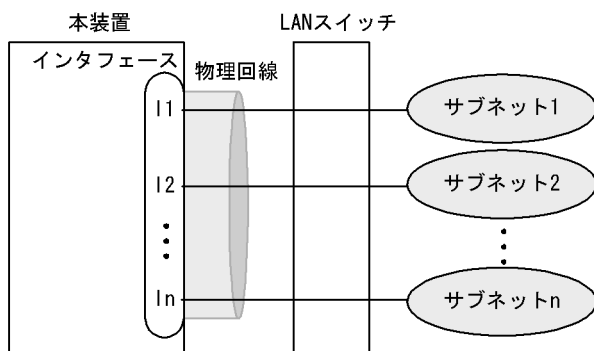 本装置
LANスイッチ
インタフェース
物理回線
I1
サブネット1
I2
サブネット2
In
サブネットn